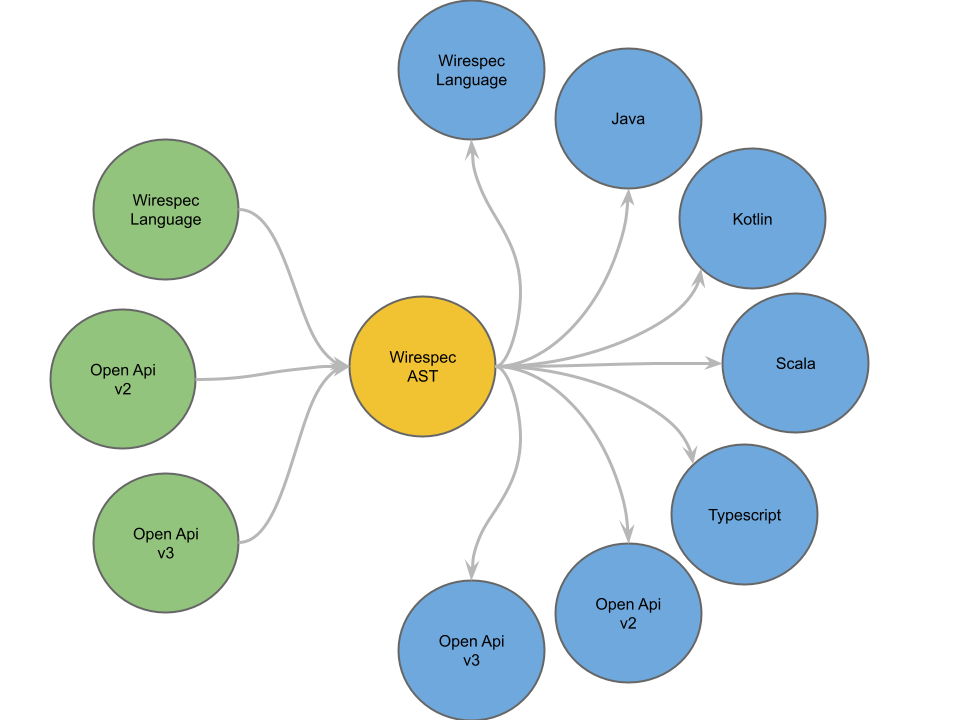 Wirespec
Language
Java
Kotlin
Scala
Typescript
Open Api
v2
Open Api
v3
Wirespec
AST
Wirespec
Language
Open Api
v2
Open Api
v3